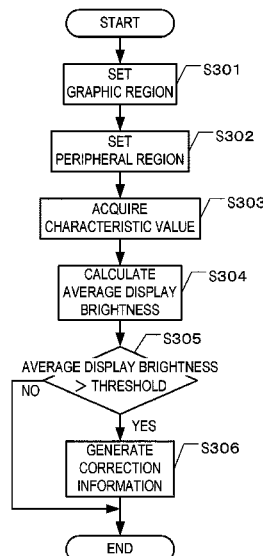 START
SET
GRAPHIC REGION
S301
SET
PERIPHERAL REGION
S302
ACQUIRE
CHARACTERISTIC VALUE
S303
CALCULATE
AVERAGE DISPLAY
BRIGHTNESS
S304
S305
AVERAGE DISPLAY BRIGHTNESS
> THRESHOLD
NO
YES
GENERATE
CORRECTION
INFORMATION
S306
END